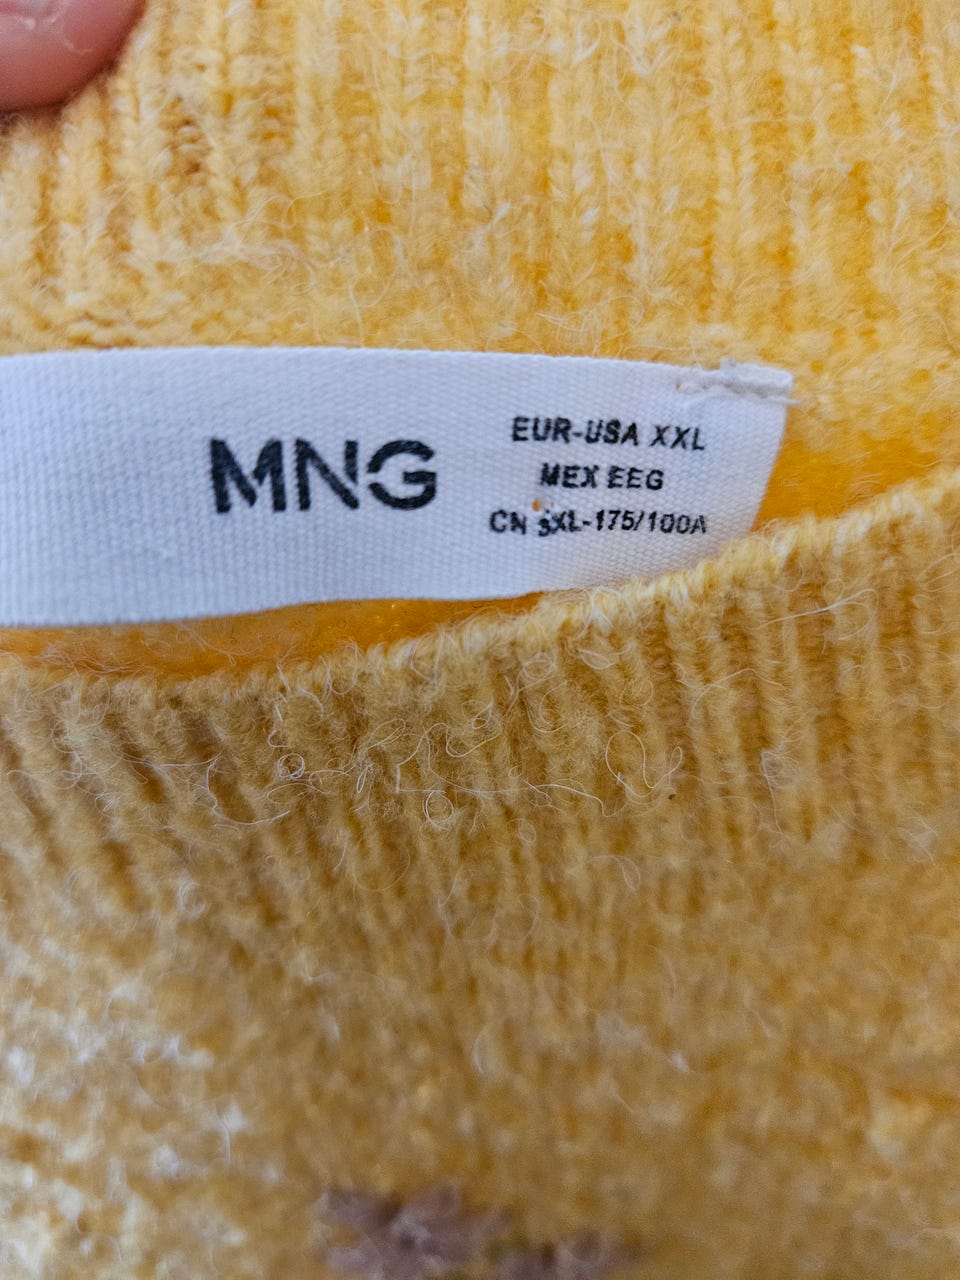 MNG
EUR-USA XXL
MEX EEG
CN 3XL-175/100A